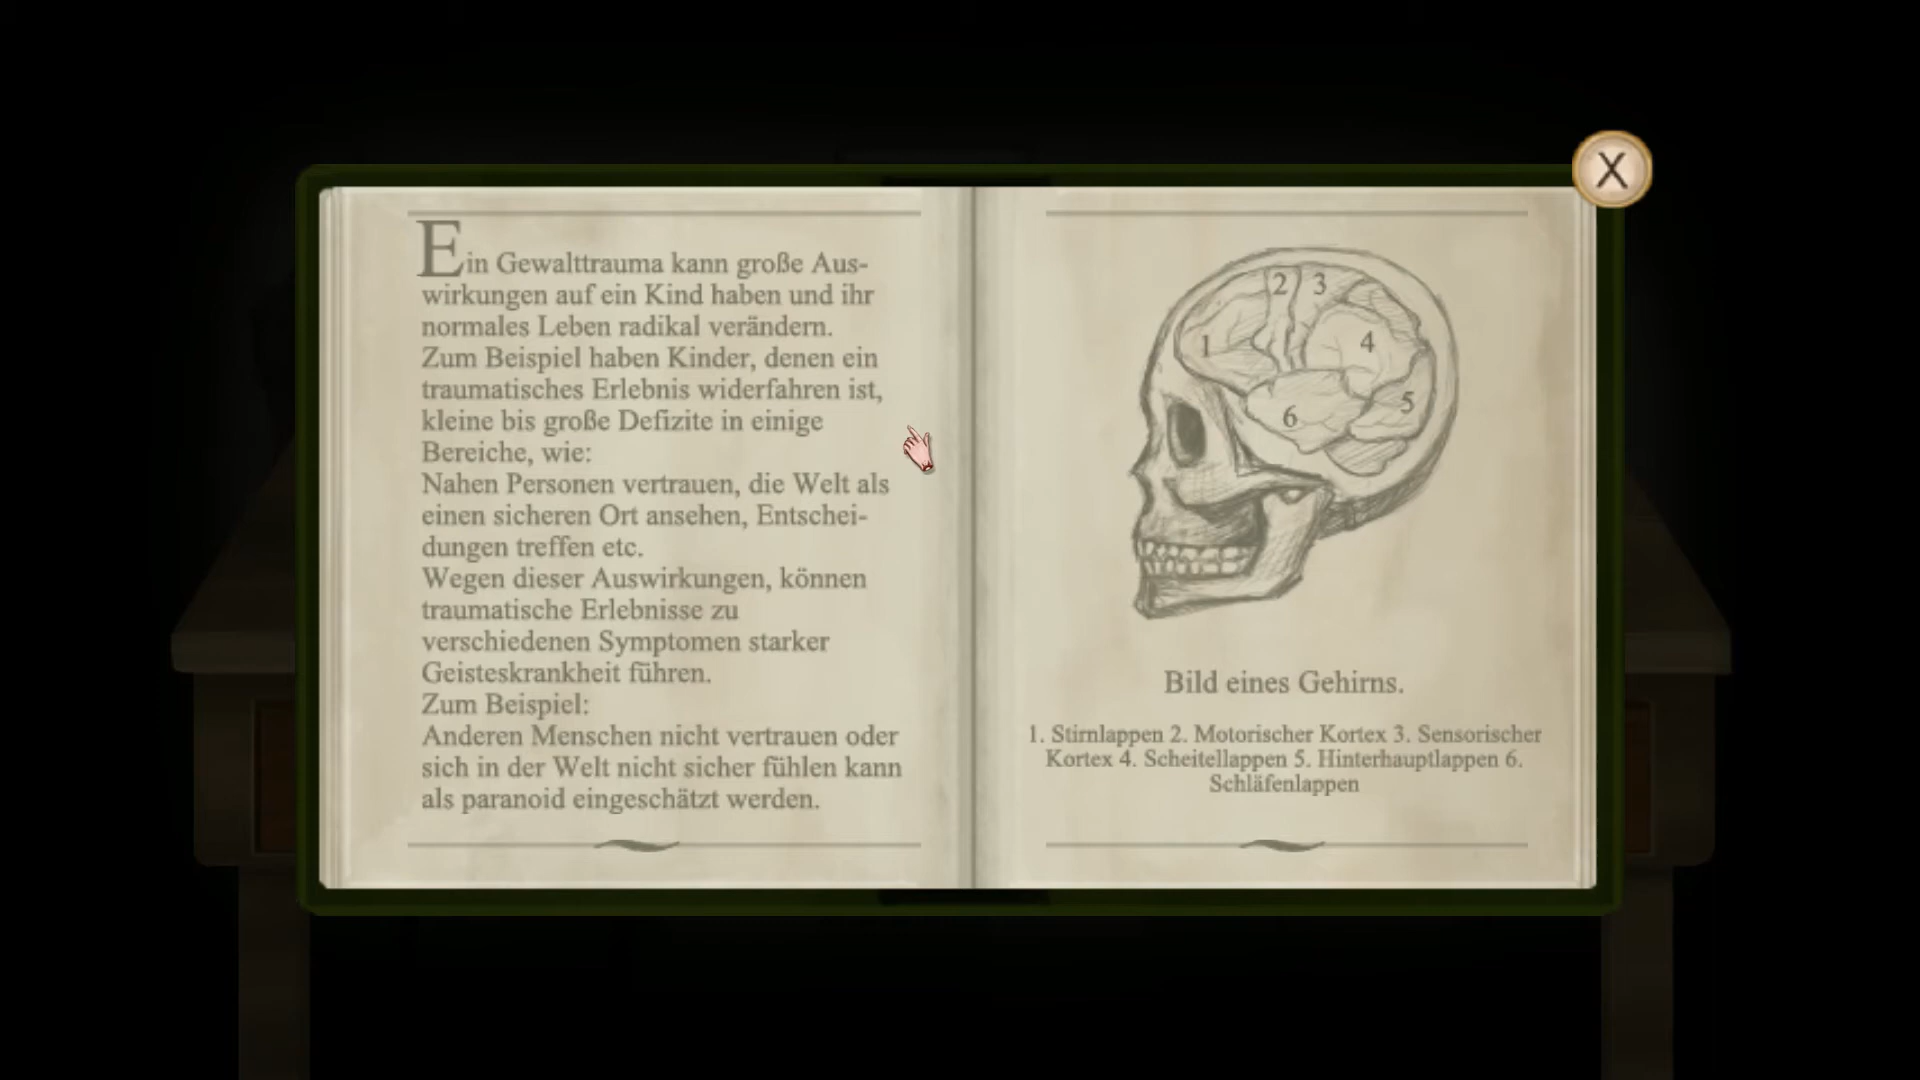 Ein Gewalttrauma kann große Aus-
wirkungen auf ein Kind haben und ihr
normales Leben radikal verändern.
Zum Beispiel haben Kinder, denen ein
traumatisches Erlebnis widerfahren ist,
kleine bis große Defizite in einige
Bereiche, wie:
Nahen Personen vertrauen, die Welt als
einen sicheren Ort ansehen, Entschei-
dungen treffen etc.
Wegen dieser Auswirkungen, können
traumatische Erlebnisse zu
verschiedenen Symptomen starker
Geisteskrankheit führen.
Zum Beispiel:
Anderen Menschen nicht vertrauen oder
sich in der Welt nicht sicher fühlen kann
als paranoid eingeschätzt werden.
X
2 3
1
4
5
6
Bild eines Gehirns.
1. Stirnlappen 2. Motorischer Kortex 3. Sensorischer
Kortex 4. Scheitellappen 5. Hinterhauptlappen 6.
Schläfenlappen